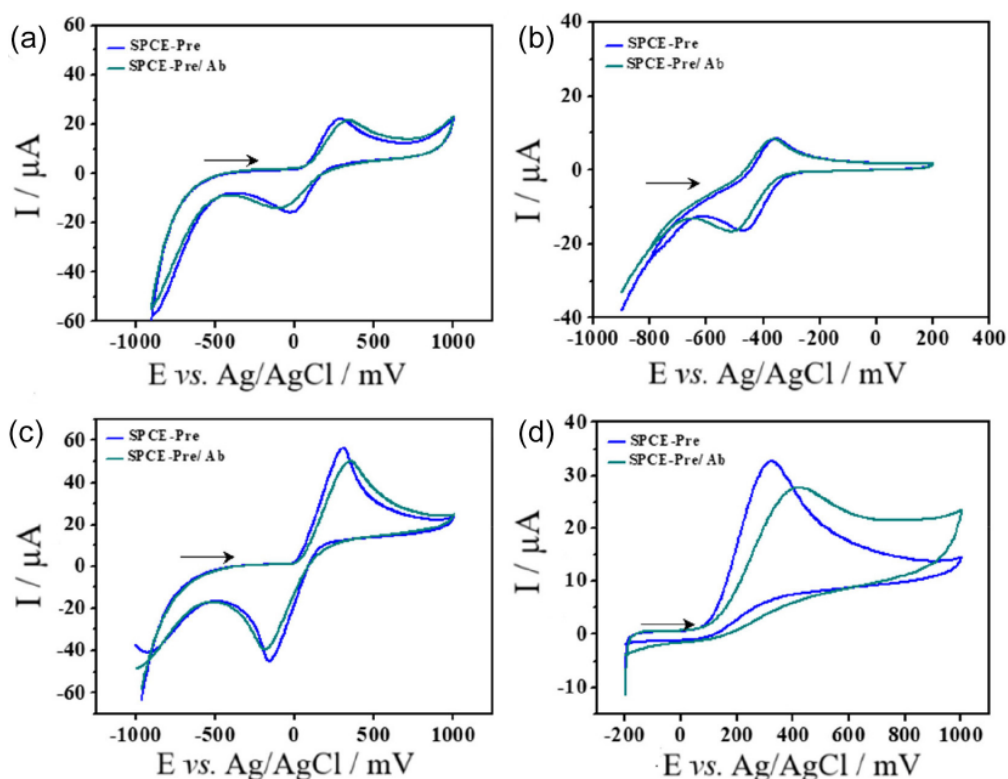 (a)
SPCE-Pre
SPCE-Pre/ Ab
60
40
20
0
-20
-40
-60
I / µA
-1000 -500 0 500 1000
E vs. Ag/AgCl / mV
(b)
SPCE-Pre
SPCE-Pre/ Ab
40
20
0
-20
-40
I / µA
-1000 -800 -600 -400 -200 0 200 400
E vs. Ag/AgCl / mV
(c)
SPCE-Pre
SPCE-Pre/ Ab
60
40
20
0
-20
-40
-60
I / µA
-1000 -500 0 500 1000
E vs. Ag/AgCl / mV
(d)
SPCE-Pre
SPCE-Pre/ Ab
40
30
20
10
0
-10
I / µA
-200 0 200 400 600 800 1000
E vs. Ag/AgCl / mV